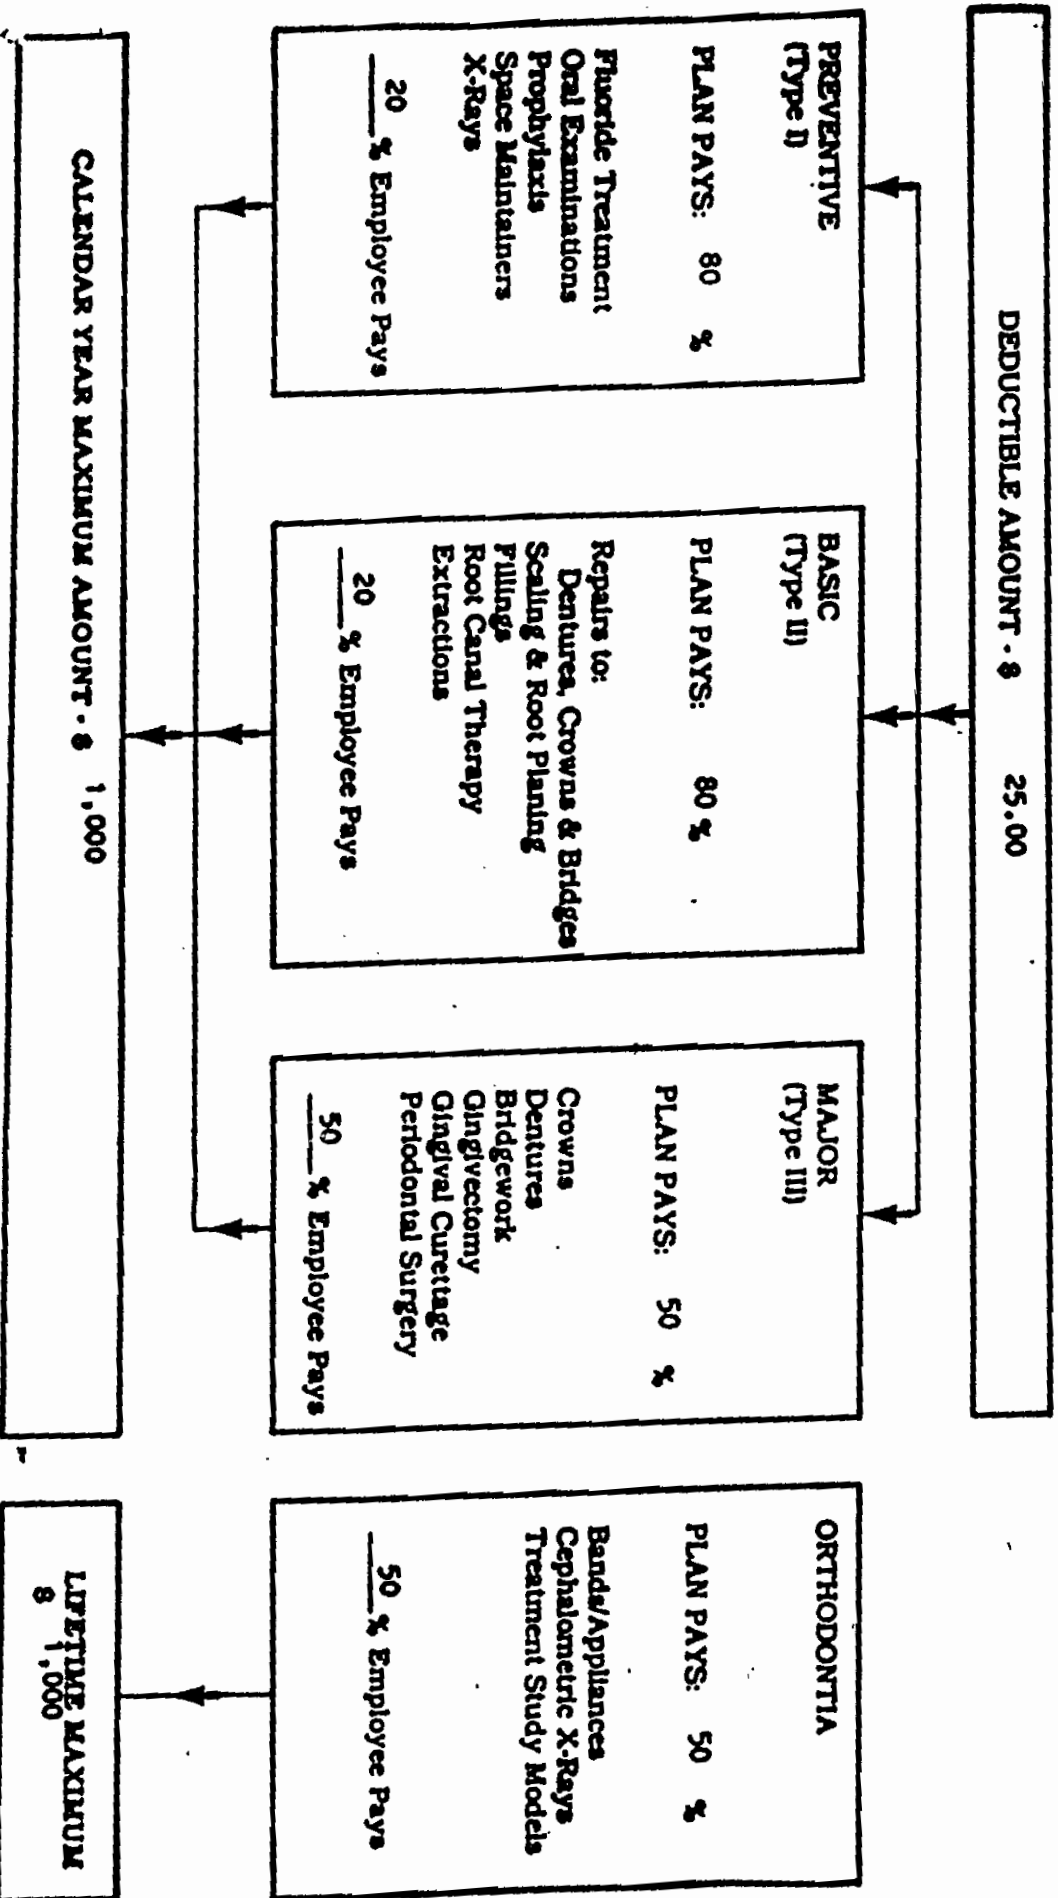 DEDUCTIBLE AMOUNT - $ 25.00
PREVENTIVE
(Type I)
PLAN PAYS: 80 %
Fluoride Treatment
Oral Examinations
Prophylaxis
Space Maintainers
X-Rays
20 % Employee Pays
BASIC
(Type II)
PLAN PAYS: 80 %
Repairs to:
Dentures, Crowns & Bridges
Scaling & Root Planing
Fillings
Root Canal Therapy
Extractions
20 % Employee Pays
MAJOR
(Type III)
PLAN PAYS: 50 %
Crowns
Dentures
Bridgework
Gingivectomy
Gingival Curettage
Periodontal Surgery
50 % Employee Pays
ORTHODONTIA
PLAN PAYS: 50 %
Bands/Appliances
Cephalometric X-Rays
Treatment Study Models
50 % Employee Pays
CALENDAR YEAR MAXIMUM AMOUNT - $ 1,000
LIFETIME MAXIMUM
$ 1,000